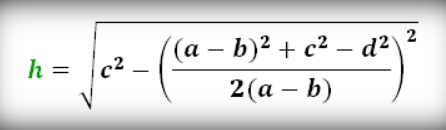 h = √(c² − (((a − b)² + c² − d²) / (2(a − b)))²)